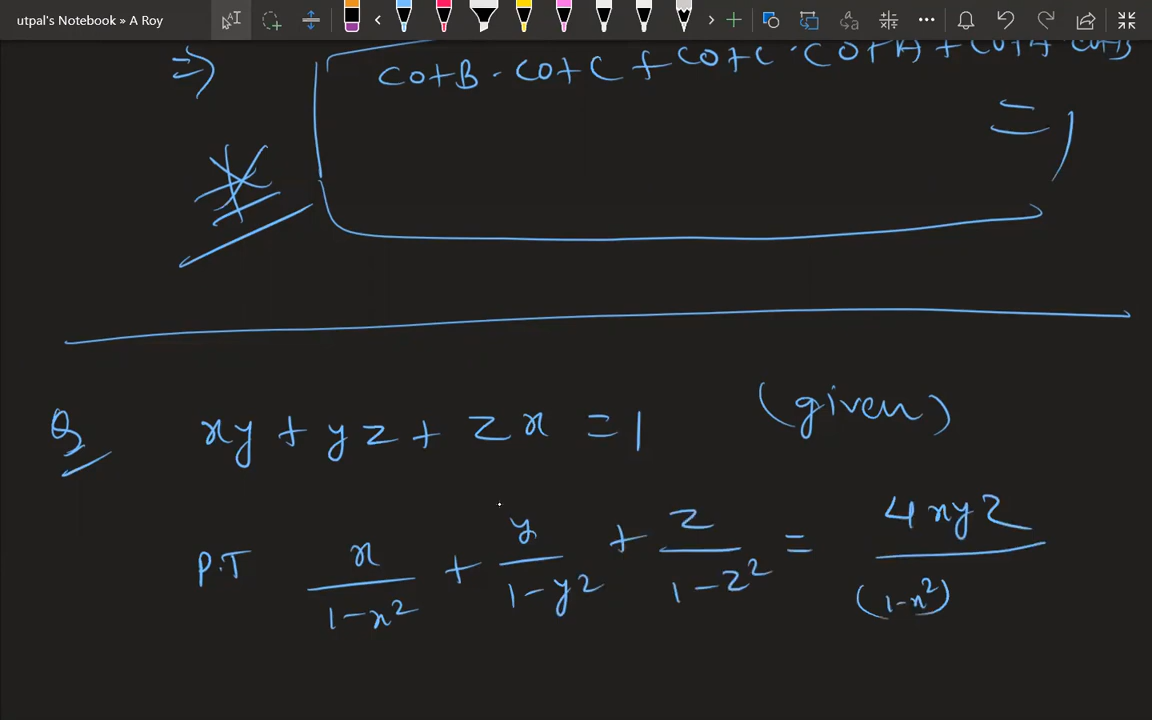 utpal's Notebook » A Roy
⇒ CotB · CotC + CotC · CotA + CotA CotB
= 1
Q xy + yz + zx = 1 (given)
P.T x/(1-x²) + y/(1-y²) + z/(1-z²) = 4xyz/(1-x²)